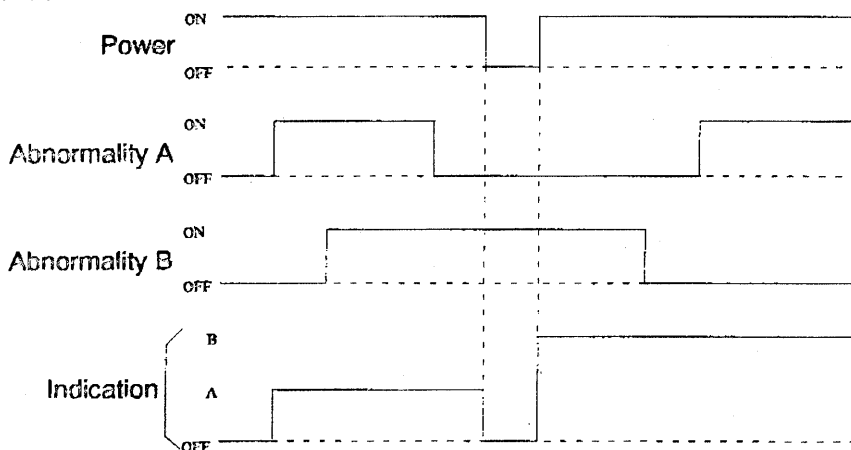 ON
Power
OFF
ON
Abnormality A
OFF
ON
Abnormality B
OFF
B
Indication
A
OFF